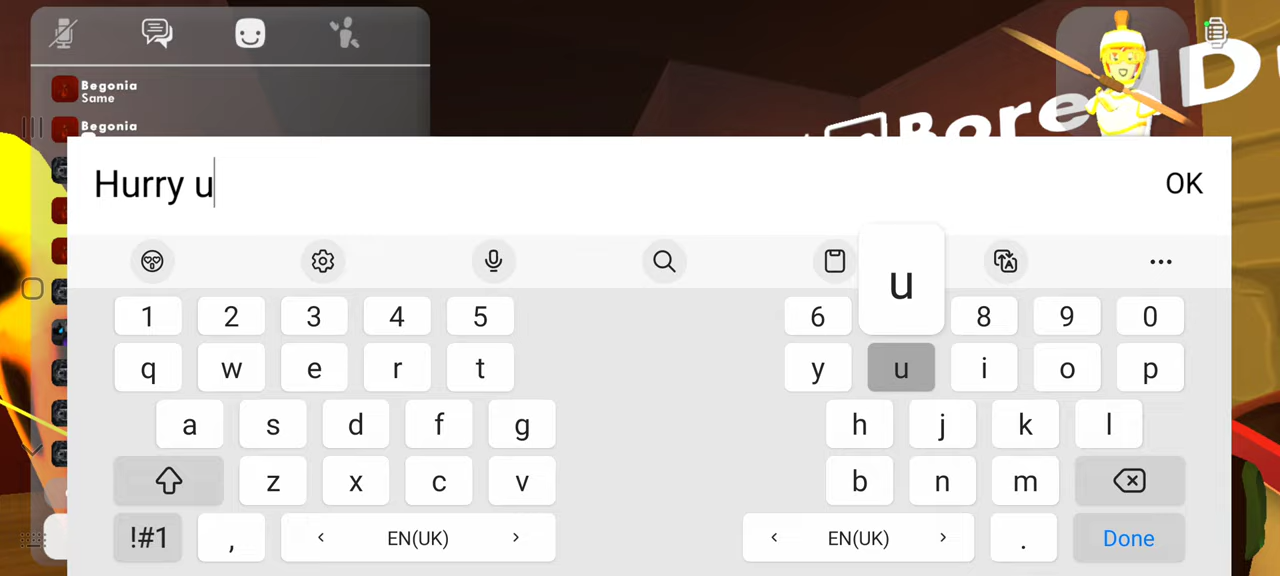 Begonia
Same
Begonia
Bore D
Hurry u
OK
u
1 2 3 4 5 6 8 9 0
q w e r t y u i o p
a s d f g h j k l
z x c v b n m
!#1 , < EN(UK) > < EN(UK) > . Done